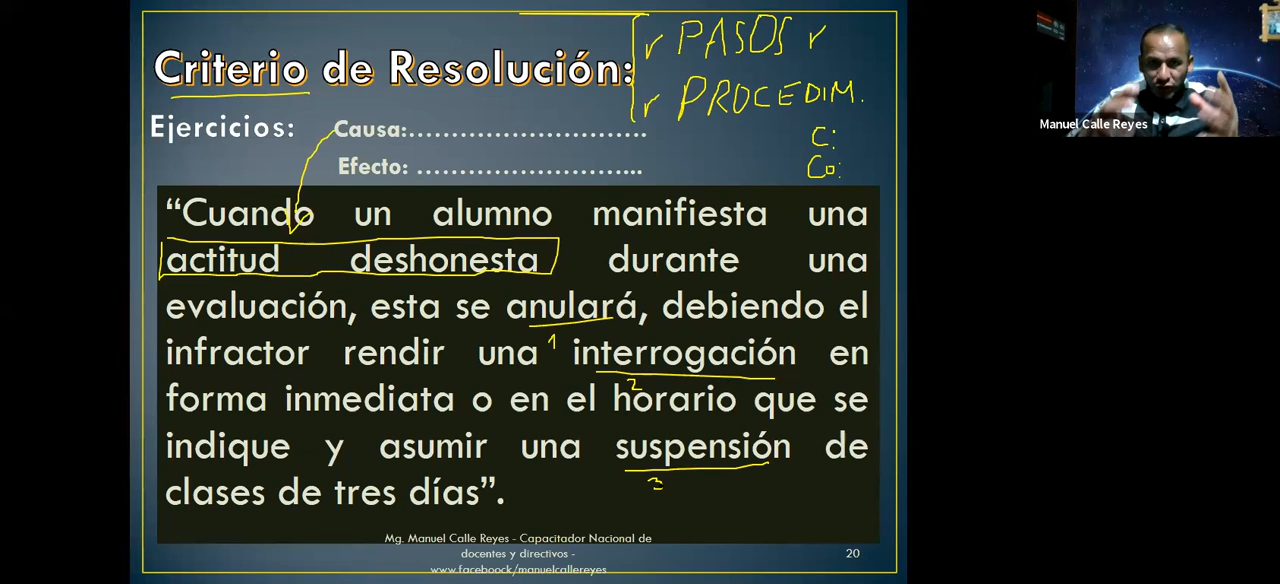 Criterio de Resolución:
✓ PASOS ✓
✓ PROCEDIM.
Ejercicios: Causa:……………………….
Efecto: ……………………...
C:
Co:
“Cuando un alumno manifiesta una
actitud deshonesta durante una
evaluación, esta se anulará, debiendo el
infractor rendir una interrogación en
1
forma inmediata o en el horario que se
2
indique y asumir una suspensión de
clases de tres días”.
3
Mg. Manuel Calle Reyes - Capacitador Nacional de
docentes y directivos -
www.faceboock/manuelcallereyes
20
Manuel Calle Reyes